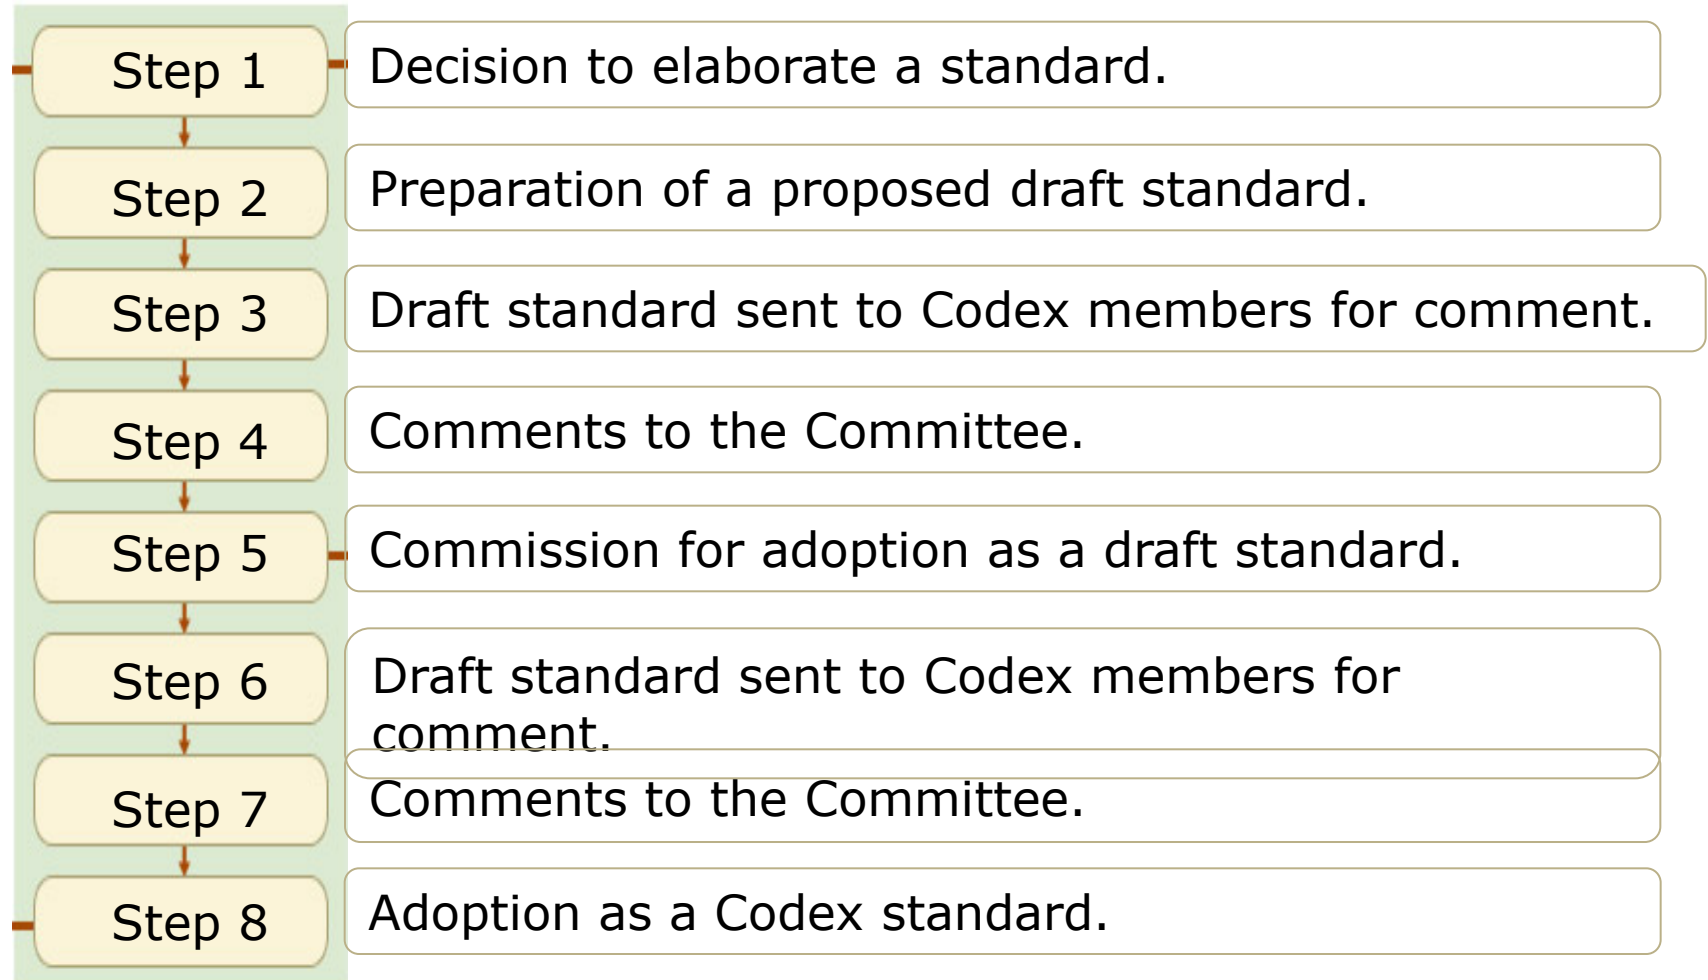 Step 1
Decision to elaborate a standard.
Step 2
Preparation of a proposed draft standard.
Step 3
Draft standard sent to Codex members for comment.
Step 4
Comments to the Committee.
Step 5
Commission for adoption as a draft standard.
Step 6
Draft standard sent to Codex members for
comment.
Step 7
Comments to the Committee.
Step 8
Adoption as a Codex standard.